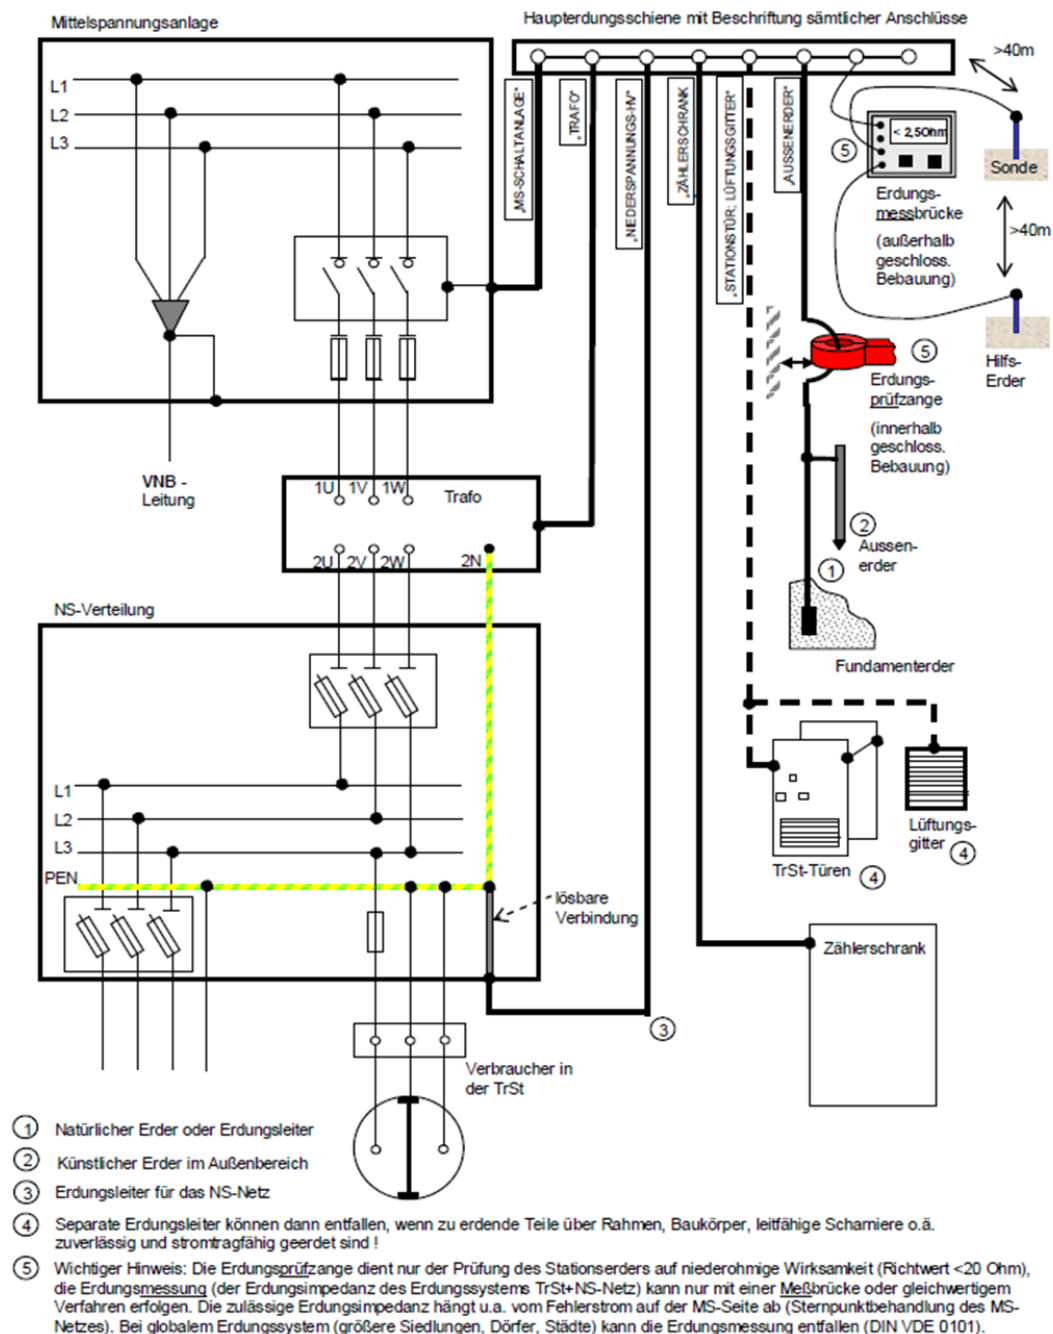 Mittelspannungsanlage
Haupterdungsschiene mit Beschriftung sämtlicher Anschlüsse
L1
L2
L3
„MS-SCHALTANLAGE“
„TRAFO“
„NIEDERSPANNUNGS-HV“
„ZÄHLERSCHRANK
„STATIONSTÜR; LÜFTUNGSGITTER“
„AUSSENERDER“
>40m
< 2,5Ohm
5
Sonde
Erdungs-
messbrücke
(außerhalb
geschloss.
Bebauung)
>40m
Hilfs-
Erder
5
Erdungs-
prüfzange
(innerhalb
geschloss.
Bebauung)
VNB -
Leitung
1U 1V 1W
Trafo
2U 2V 2W
2N
2
Aussen-
erder
1
Fundamenterder
NS-Verteilung
L1
L2
L3
PEN
lösbare
Verbindung
TrSt-Türen 4
Lüftungs-
gitter 4
Zählerschrank
3
Verbraucher in
der TrSt
1 Natürlicher Erder oder Erdungsleiter
2 Künstlicher Erder im Außenbereich
3 Erdungsleiter für das NS-Netz
4 Separate Erdungsleiter können dann entfallen, wenn zu erdende Teile über Rahmen, Baukörper, leitfähige Scharniere o.ä.
zuverlässig und stromtragfähig geerdet sind !
5 Wichtiger Hinweis: Die Erdungsprüfzange dient nur der Prüfung des Stationserders auf niederohmige Wirksamkeit (Richtwert <20 Ohm),
die Erdungsmessung (der Erdungsimpedanz des Erdungssystems TrSt+NS-Netz) kann nur mit einer Meßbrücke oder gleichwertigem
Verfahren erfolgen. Die zulässige Erdungsimpedanz hängt u.a. vom Fehlerstrom auf der MS-Seite ab (Sternpunktbehandlung des MS-
Netzes). Bei globalem Erdungssystem (größere Siedlungen, Dörfer, Städte) kann die Erdungsmessung entfallen (DIN VDE 0101).